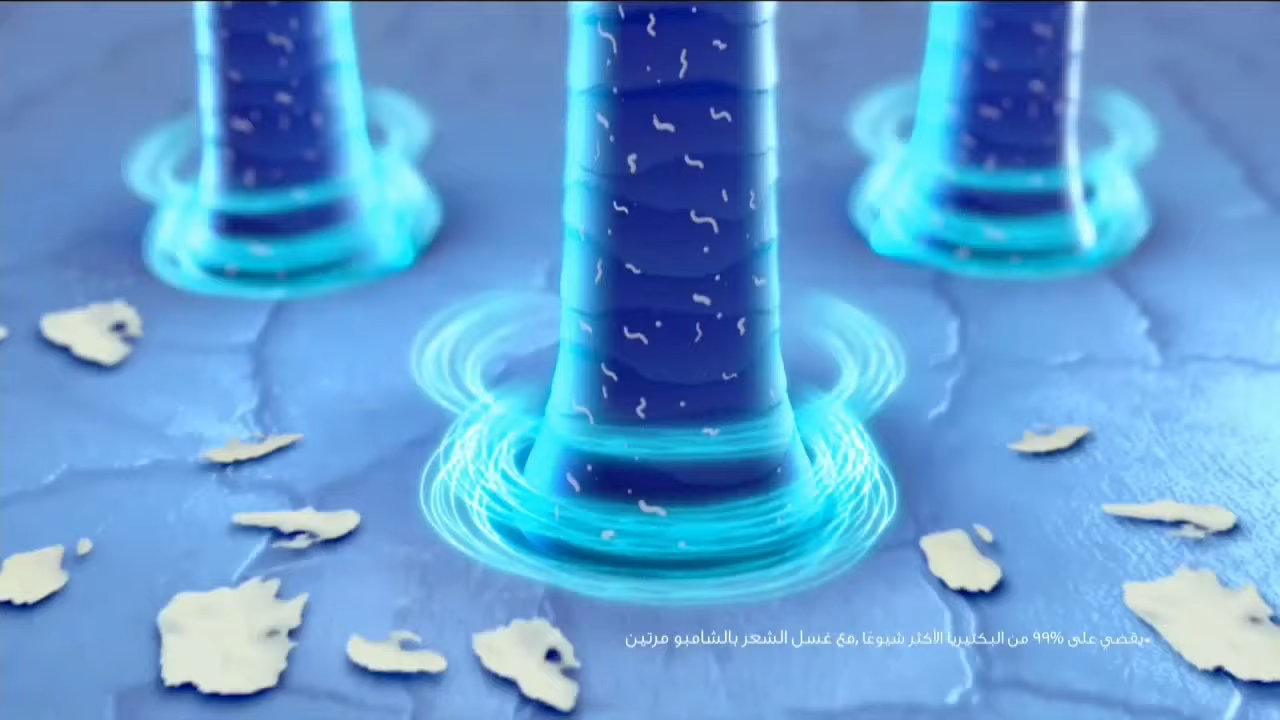 *يقضي على ٩٩% من البكتيريا الأكثر شيوعًا ,مع غسل الشعر بالشامبو مرتين